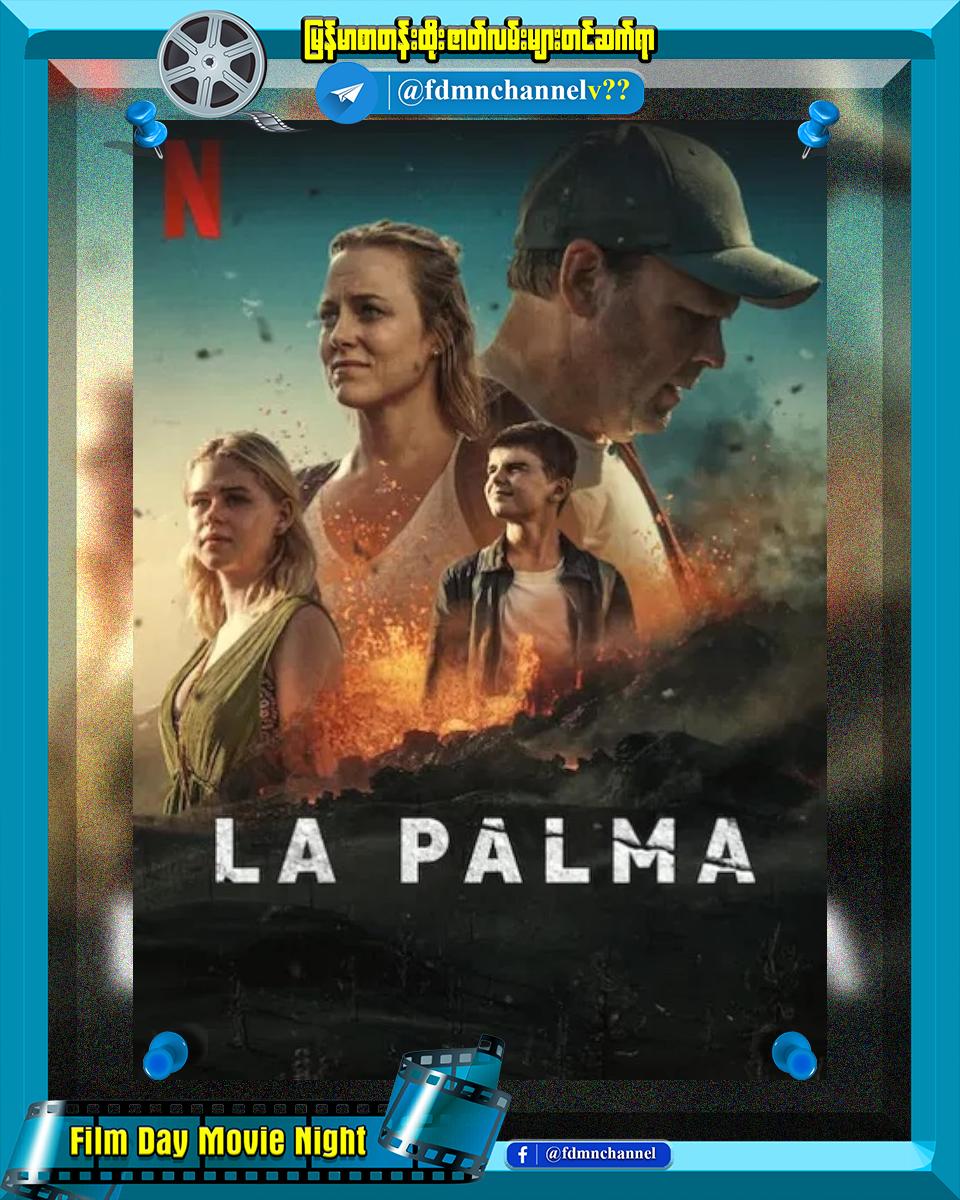 မြန်မာစာတန်းထိုးဇာတ်လမ်းများတင်ဆက်ရာ
@fdmnchannelv??
N
LA PALMA
Film Day Movie Night
f @fdmnchannel